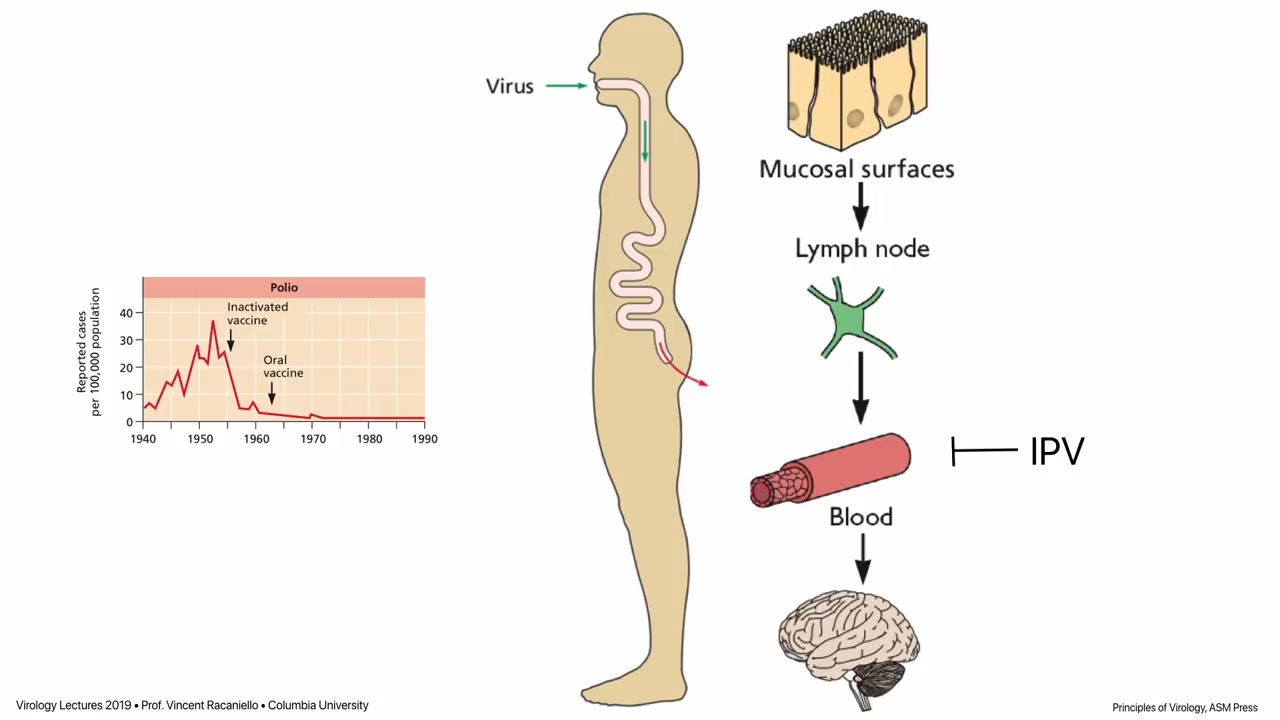 Virus
Mucosal surfaces
Lymph node
Polio
Reported cases
per 100,000 population
40
30
20
10
0
Inactivated
vaccine
Oral
vaccine
1940 1950 1960 1970 1980 1990
IPV
Blood
Virology Lectures 2019 • Prof. Vincent Racaniello • Columbia University
Principles of Virology, ASM Press